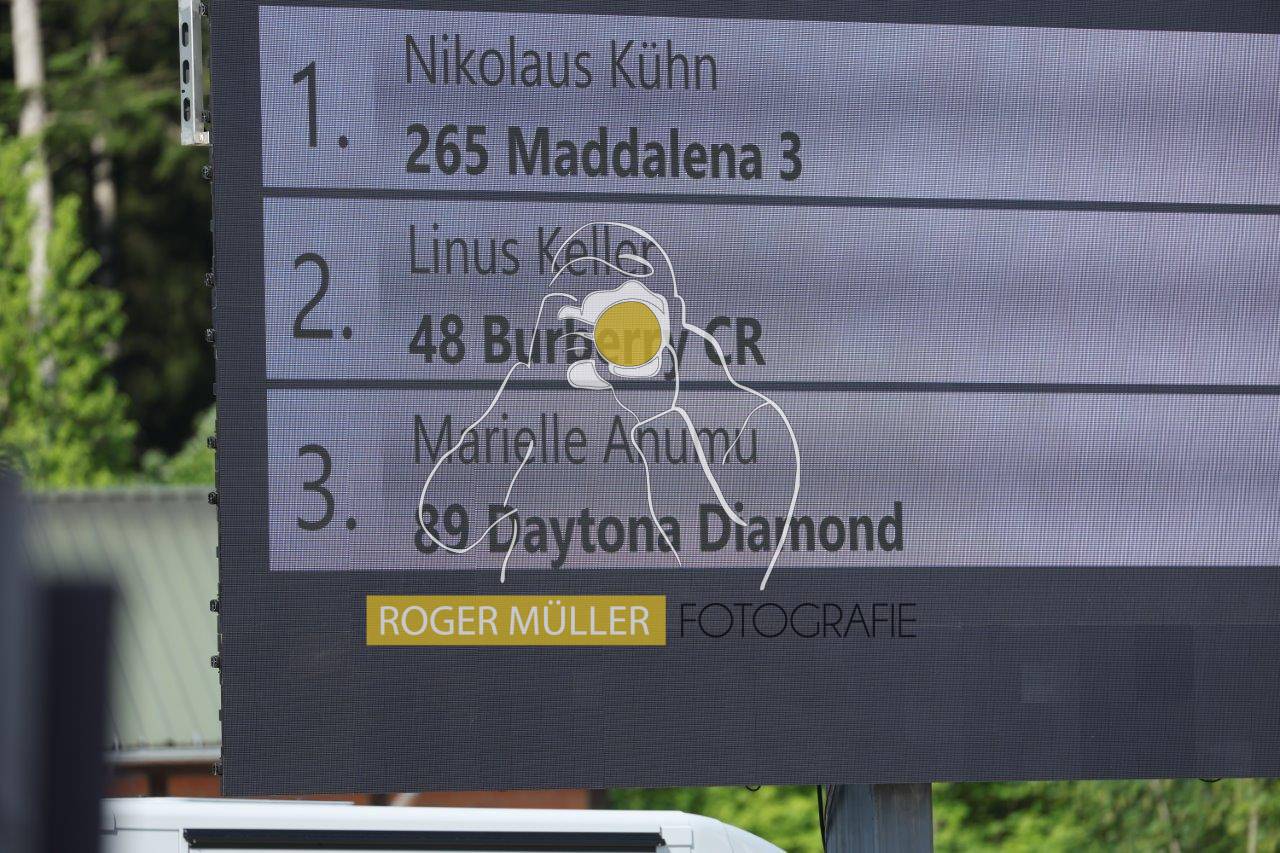 1.
Nikolaus Kühn
265 Maddalena 3
2.
Linus Keller
48 Burberry CR
3.
Marielle Anumu
89 Daytona Diamond
ROGER MÜLLER FOTOGRAFIE